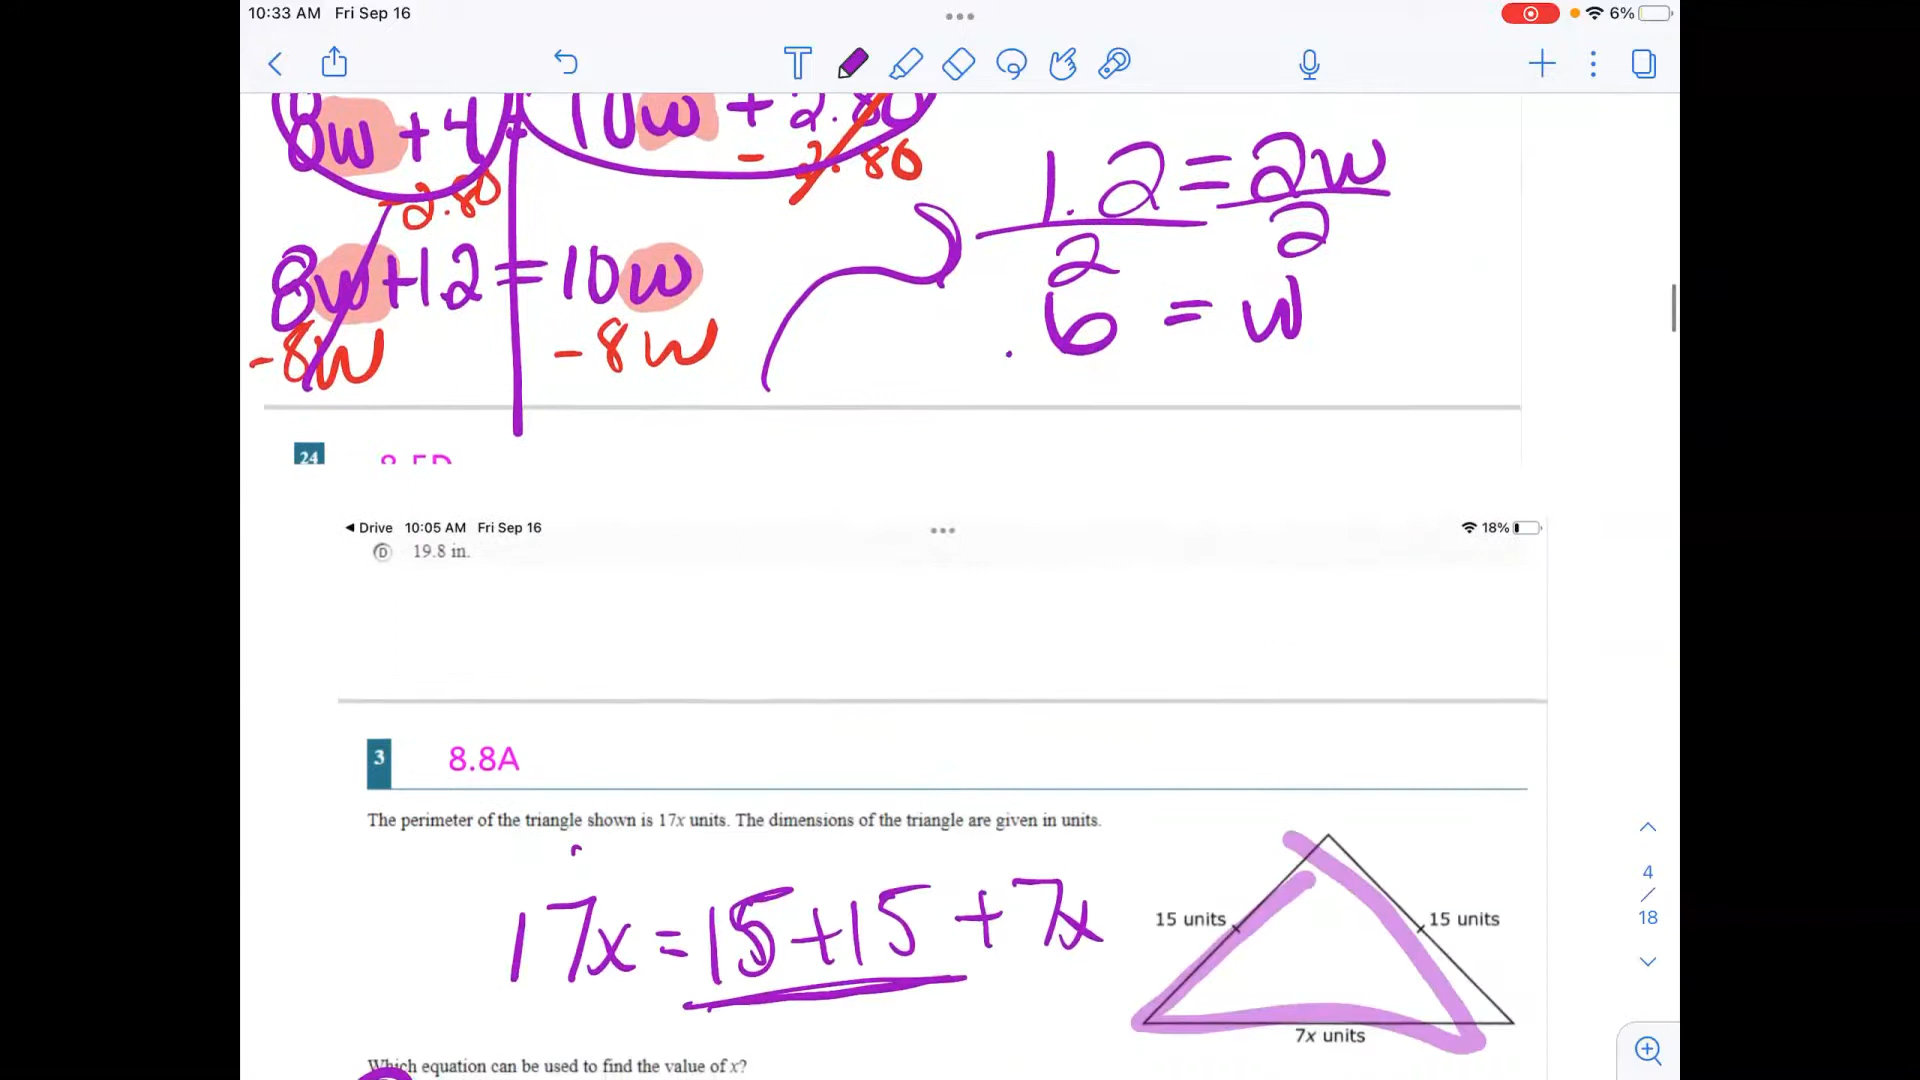 10:33 AM Fri Sep 16 6%
8w + 4 10w + 2.80
- 2.80 - 2.80
8w + 1.2 = 10w
-8w - 8w
1.2 = 2w
2 2
.6 = w
24
◀ Drive 10:05 AM Fri Sep 16 18%
D 19.8 in.
3 8.8A
The perimeter of the triangle shown is 17x units. The dimensions of the triangle are given in units.
17x = 15 + 15 + 7x
15 units 15 units
7x units
Which equation can be used to find the value of x?
4
/
18